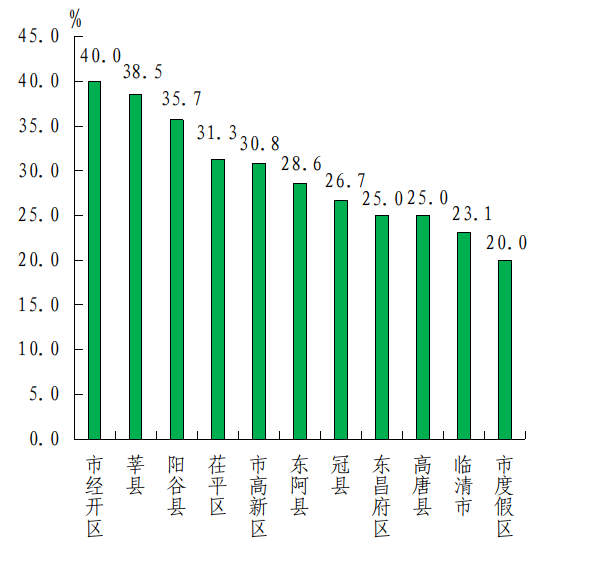 %
45.0
40.0
35.0
30.0
25.0
20.0
15.0
10.0
5.0
0.0
40.0
38.5
35.7
31.3
30.8
28.6
26.7
25.0
25.0
23.1
20.0
市经开区
莘县
阳谷县
茌平区
市高新区
东阿县
冠县
东昌府区
高唐县
临清市
市度假区